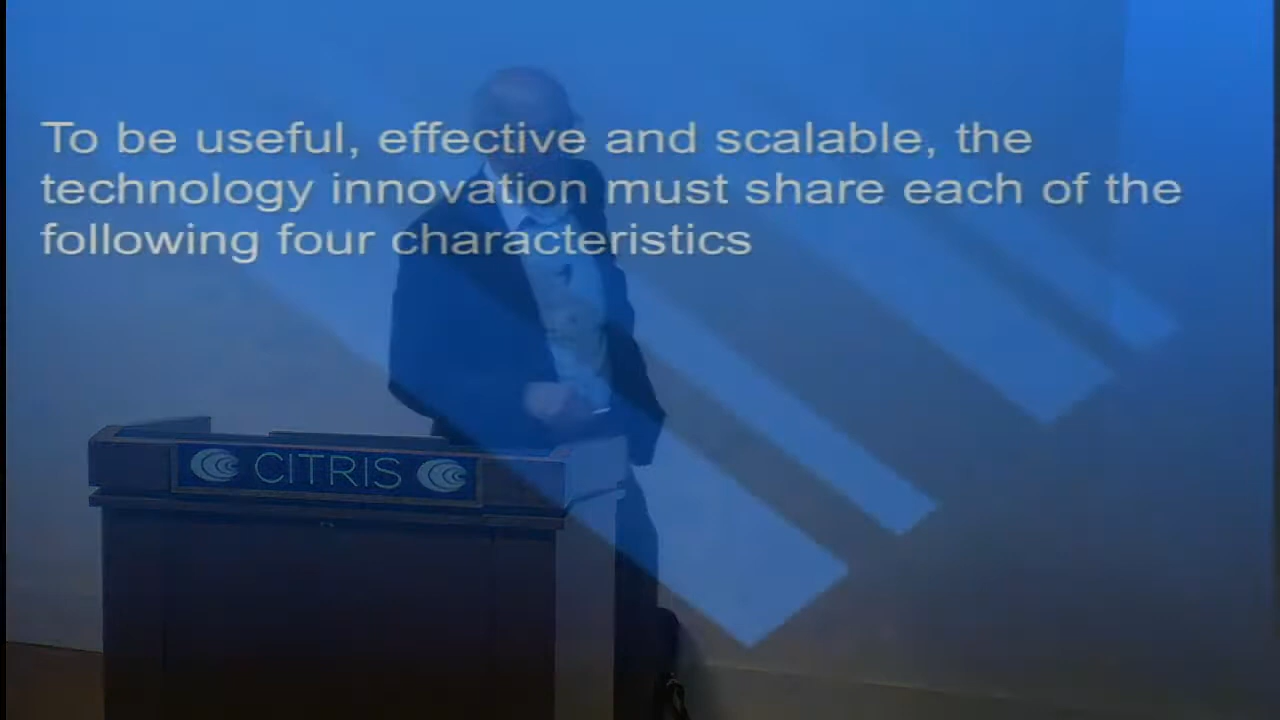 To be useful, effective and scalable, the
technology innovation must share each of the
following four characteristics
CITRIS